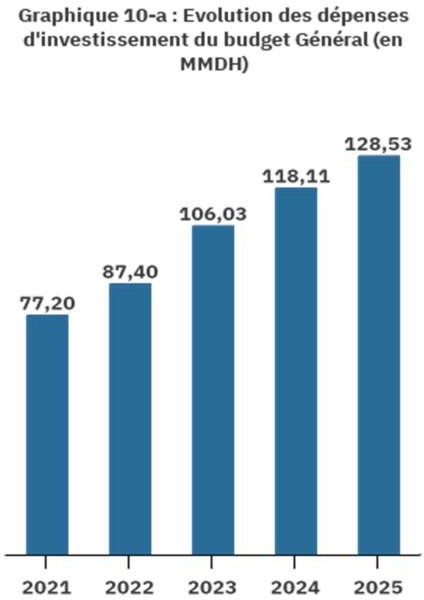 Graphique 10-a : Evolution des dépenses
d'investissement du budget Général (en
MMDH)
128,53
118,11
106,03
87,40
77,20
2021 2022 2023 2024 2025